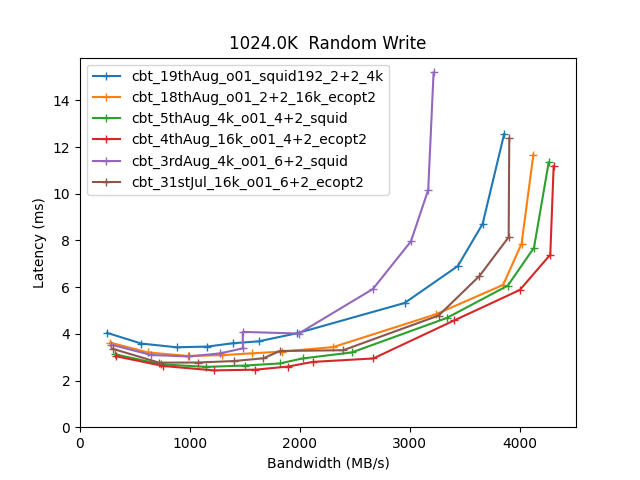 1024.0K  Random Write
cbt_19thAug_o01_squid192_2+2_4k
cbt_18thAug_o01_2+2_16k_ecopt2
cbt_5thAug_4k_o01_4+2_squid
cbt_4thAug_16k_o01_4+2_ecopt2
cbt_3rdAug_4k_o01_6+2_squid
cbt_31stJul_16k_o01_6+2_ecopt2
Latency (ms)
14
12
10
8
6
4
2
0
0 1000 2000 3000 4000
Bandwidth (MB/s)